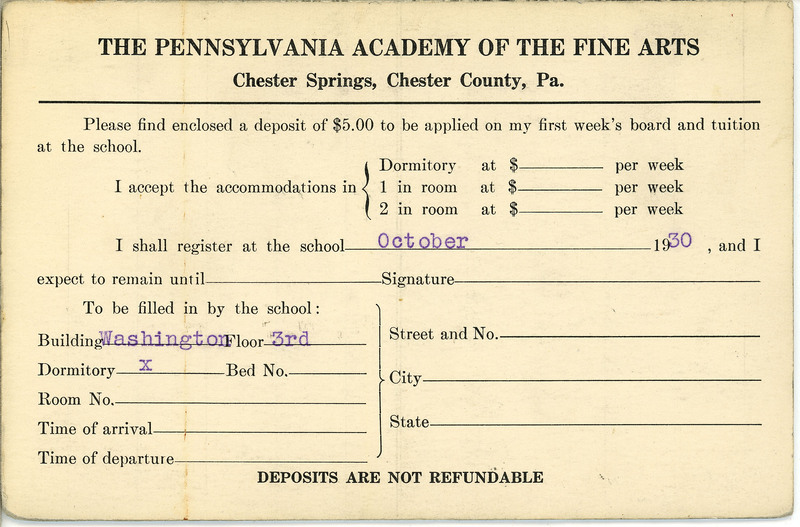 THE PENNSYLVANIA ACADEMY OF THE FINE ARTS
Chester Springs, Chester County, Pa.
Please find enclosed a deposit of $5.00 to be applied on my first week's board and tuition
at the school.
I accept the accommodations in { Dormitory at $ per week
1 in room at $ per week
2 in room at $ per week
I shall register at the school October 1930 , and I
expect to remain until Signature
To be filled in by the school:
Building Washington Floor 3rd
Dormitory x Bed No.
Room No.
Time of arrival
Time of departure
Street and No.
City
State
DEPOSITS ARE NOT REFUNDABLE